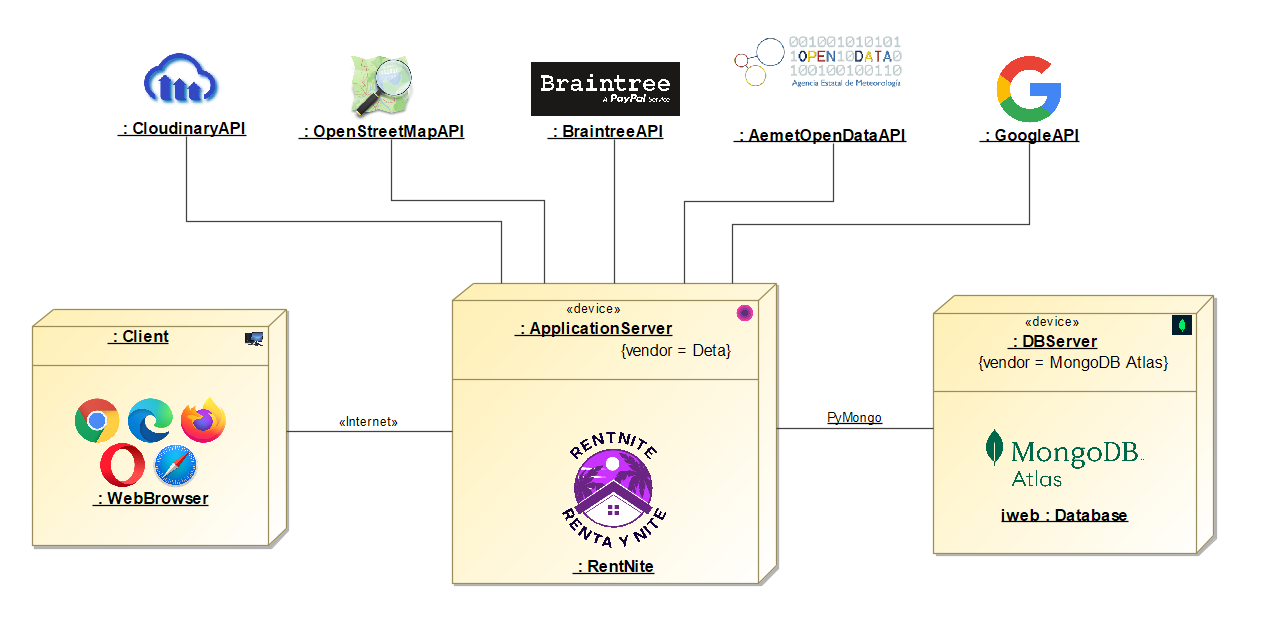 001001010101
1OPEN10DATA0
100100100110
Agencia Estatal de Meteorología
Braintree
A PayPal Service
: CloudinaryAPI
: OpenStreetMapAPI
: BraintreeAPI
: AemetOpenDataAPI
: GoogleAPI
: Client
: WebBrowser
«Internet»
«device»
: ApplicationServer
{vendor = Deta}
RENTNITE
RENTA Y NITE
: RentNite
PyMongo
«device»
: DBServer
{vendor = MongoDB Atlas}
MongoDB
Atlas
iweb : Database